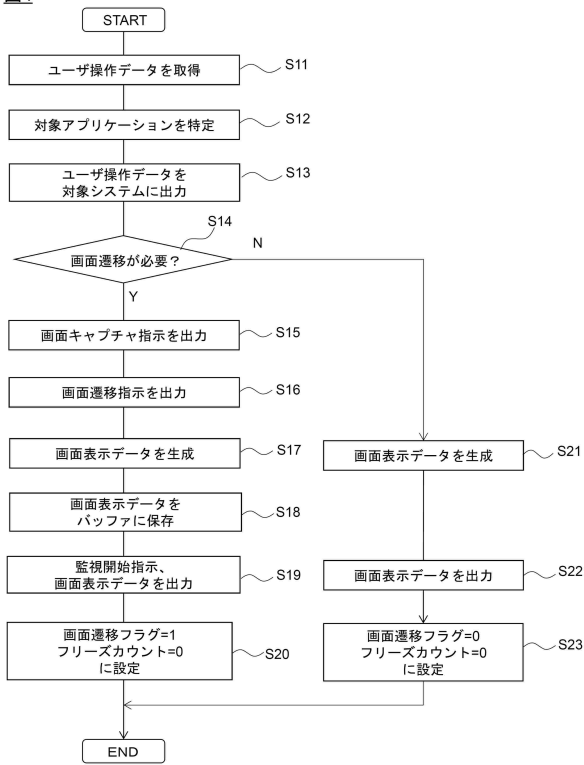 START
ユーザ操作データを取得
S11
対象アプリケーションを特定
S12
ユーザ操作データを
対象システムに出力
S13
S14
画面遷移が必要？
N
Y
画面キャプチャ指示を出力
S15
画面遷移指示を出力
S16
画面表示データを生成
S17
画面表示データを
バッファに保存
S18
監視開始指示、
画面表示データを出力
S19
画面遷移フラグ=1
フリーズカウント=0
に設定
S20
画面表示データを生成
S21
画面表示データを出力
S22
画面遷移フラグ=0
フリーズカウント=0
に設定
S23
END